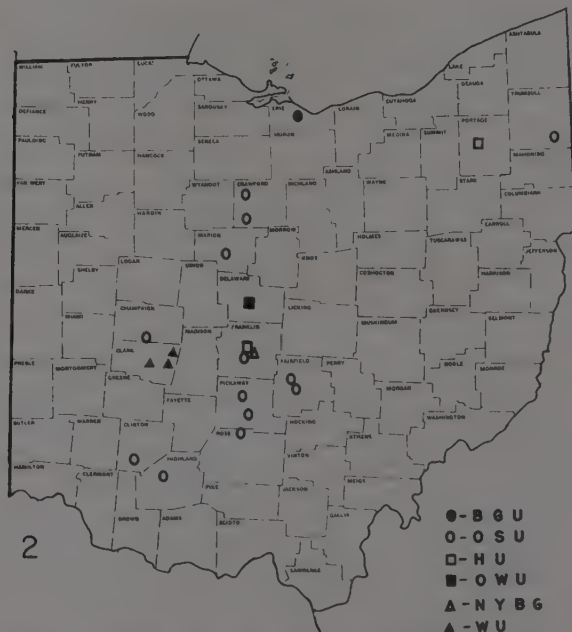 ASHTABULA
WILLIAM FULTON LUCAS
OTTAWA LAKE GEAUGA TRUMBULL
HENRY WOOD SANDUSKY ERIE LORAIN CUYAHOGA
DEFIANCE HURON MEDINA SUMMIT PORTAGE MAHONING
PAULDING PUTNAM HANCOCK SENECA ASHLAND
VAN WERT WYANDOT CRAWFORD RICHLAND WAYNE STARK COLUMBIANA
ALLEN HARDIN
MERCER AUGLAIZE MARION MORROW HOLMES TUSCARAWAS CARROLL JEFFERSON
LOGAN UNION KNOX
SHELBY DELAWARE COSHOCTON HARRISON
DARKE CHAMPAIGN LICKING GUERNSEY BELMONT
MIAMI MADISON FRANKLIN MUSKINGUM
CLARK
PREBLE MONTGOMERY GREENE FAIRFIELD PERRY NOBLE MONROE
FAYETTE PICKAWAY MORGAN
BUTLER WARREN CLINTON HOCKING WASHINGTON
ROSS ATHENS
HAMILTON CLERMONT HIGHLAND VINTON
PIKE MEIGS
JACKSON
BROWN ADAMS SCIOTO GALLIA
LAWRENCE
2
- B G U
- O S U
- H U
- O W U
- N Y B G
- W U